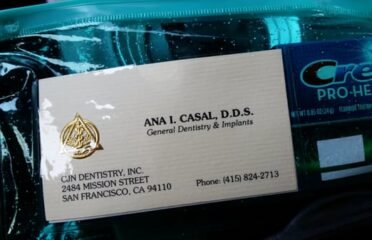 Cre
PRO-HE
ANA I. CASAL, D.D.S.
General Dentistry & Implants
CJN DENTISTRY, INC.
2484 MISSION STREET
SAN FRANCISCO, CA 94110
Phone: (415) 824-2713